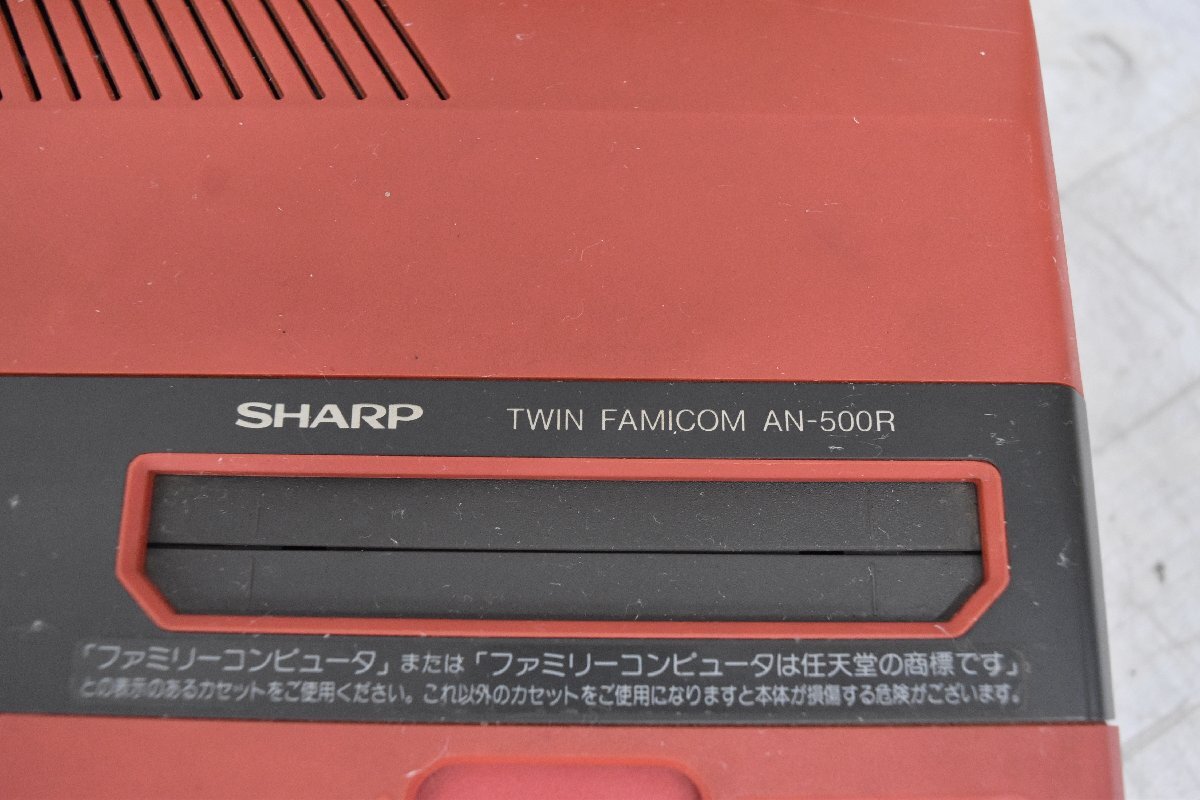 SHARP TWIN FAMICOM AN-500R
「ファミリーコンピュータ」または「ファミリーコンピュータは任天堂の商標です」
との表示のあるカセットをご使用ください。これ以外のカセットをご使用になりますと本体が損傷する危険がございます。